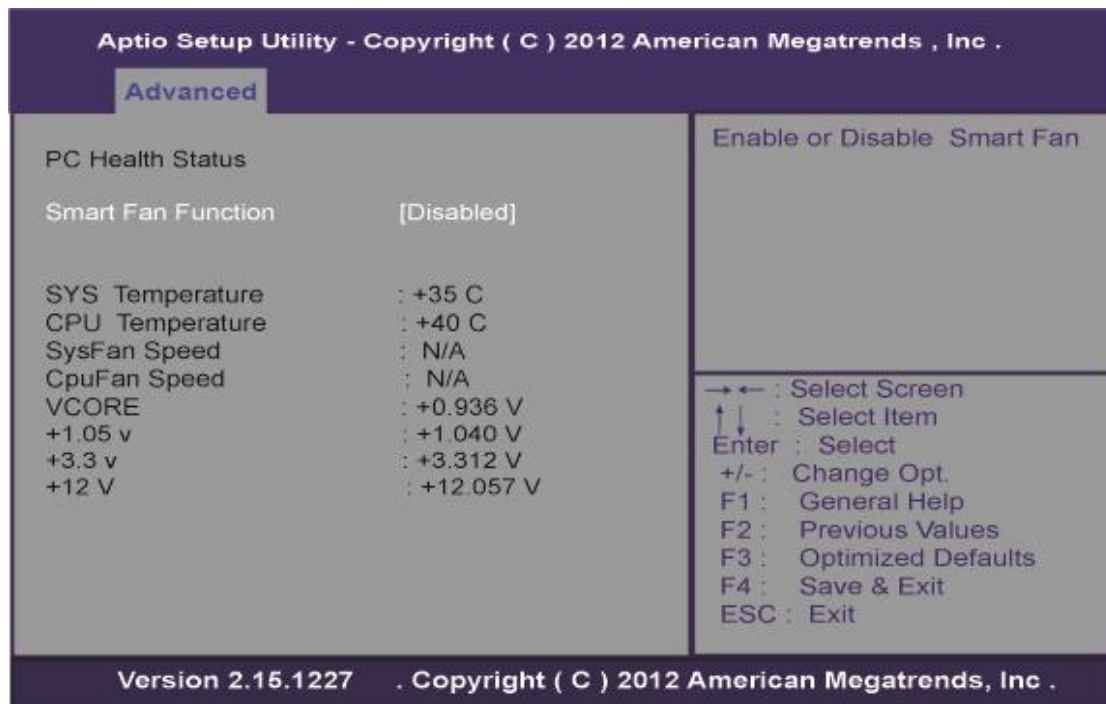 Aptio Setup Utility - Copyright ( C ) 2012 American Megatrends , Inc .
Advanced
PC Health Status
Smart Fan Function [Disabled]
SYS Temperature : +35 C
CPU Temperature : +40 C
SysFan Speed : N/A
CpuFan Speed : N/A
VCORE : +0.936 V
+1.05 v : +1.040 V
+3.3 v : +3.312 V
+12 V : +12.057 V
Enable or Disable Smart Fan
→ ← : Select Screen
↑ ↓ : Select Item
Enter : Select
+/- : Change Opt.
F1 : General Help
F2 : Previous Values
F3 : Optimized Defaults
F4 : Save & Exit
ESC : Exit
Version 2.15.1227 . Copyright ( C ) 2012 American Megatrends, Inc .